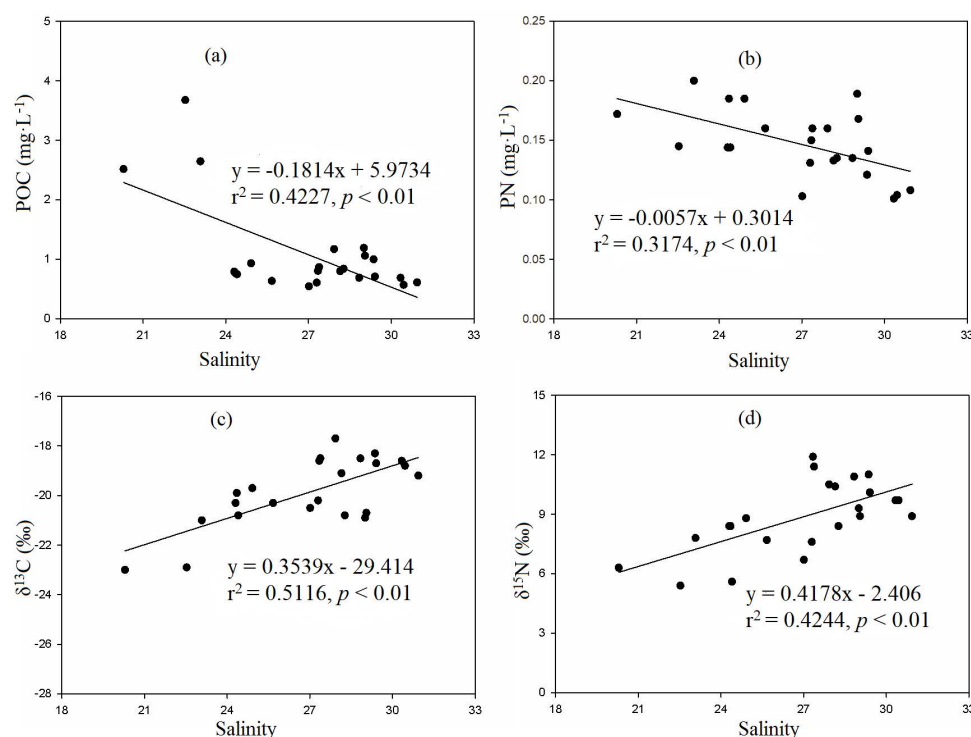 (a)
POC (mg·L⁻¹)
5
4
3
2
1
0
y = -0.1814x + 5.9734
r² = 0.4227, p < 0.01
18 21 24 27 30 33
Salinity
(b)
PN (mg·L⁻¹)
0.25
0.20
0.15
0.10
0.05
0.00
y = -0.0057x + 0.3014
r² = 0.3174, p < 0.01
18 21 24 27 30 33
Salinity
(c)
δ¹³C (‰)
-16
-18
-20
-22
-24
-26
-28
y = 0.3539x - 29.414
r² = 0.5116, p < 0.01
18 21 24 27 30 33
Salinity
(d)
δ¹⁵N (‰)
15
12
9
6
3
0
y = 0.4178x - 2.406
r² = 0.4244, p < 0.01
18 21 24 27 30 33
Salinity